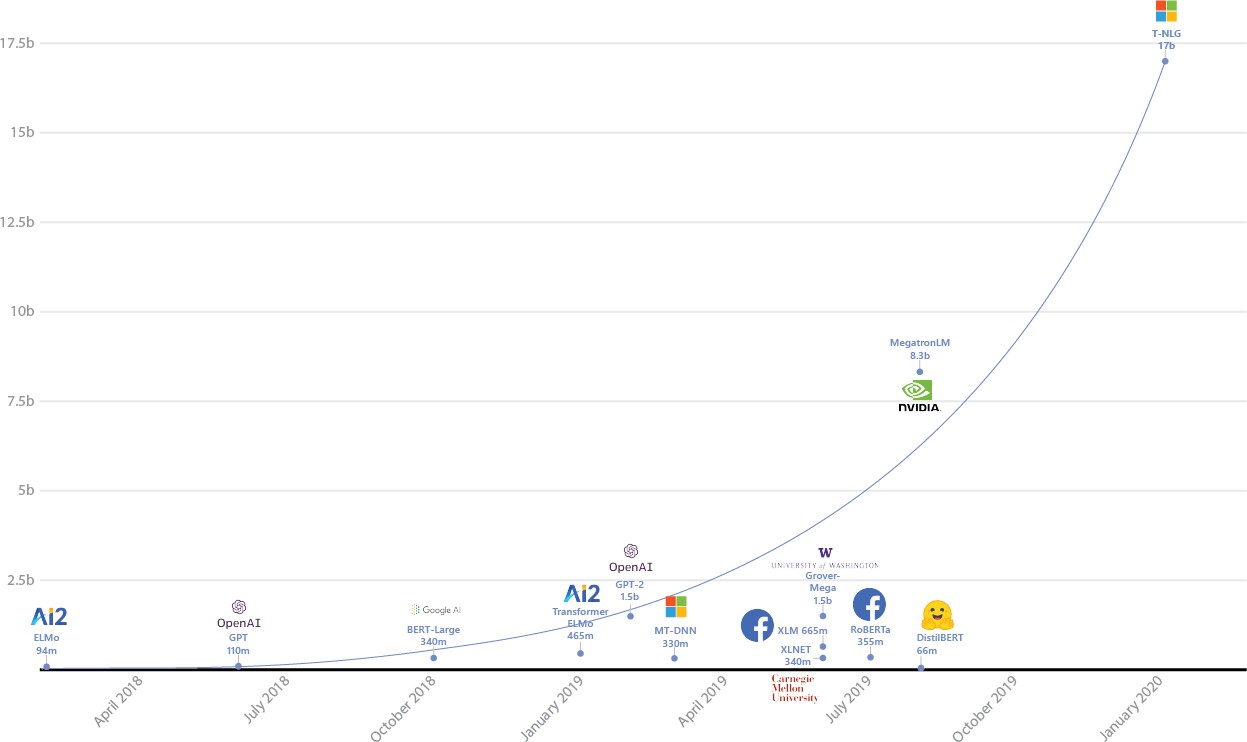 T-NLG
17b
17.5b
15b
12.5b
10b
MegatronLM
8.3b
nVIDIA.
7.5b
5b
2.5b
Ai2
ELMo
94m
OpenAI
GPT
110m
Google AI
BERT-Large
340m
Ai2
Transformer
ELMo
465m
OpenAI
GPT-2
1.5b
MT-DNN
330m
W
UNIVERSITY of WASHINGTON
Grover-
Mega
1.5b
XLM 665m
XLNET
340m
Carnegie
Mellon
University
RoBERTa
355m
DistilBERT
66m
April 2018
July 2018
October 2018
January 2019
April 2019
July 2019
October 2019
January 2020